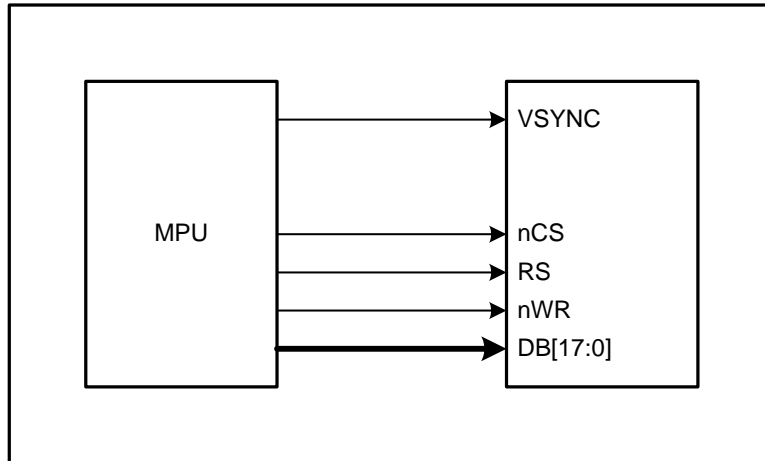 VSYNC
MPU
nCS
RS
nWR
DB[17:0]